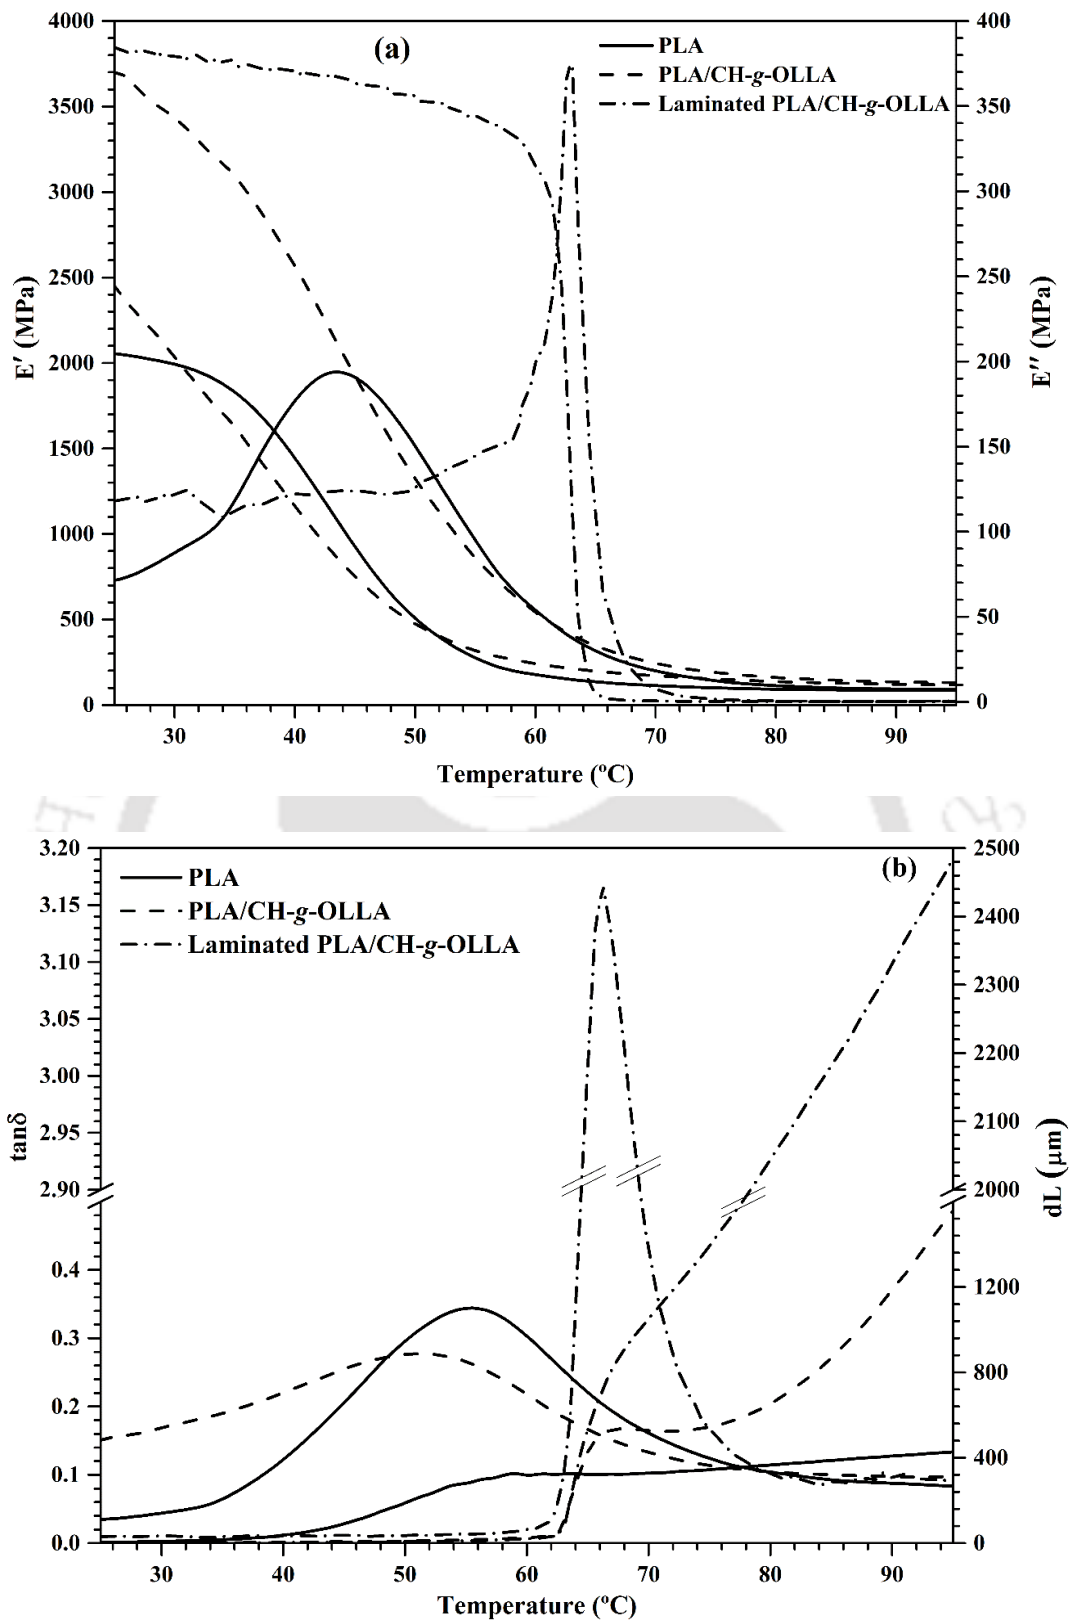 (a)
PLA
PLA/CH-g-OLLA
Laminated PLA/CH-g-OLLA
4000
3500
3000
2500
2000
1500
1000
500
0
E′ (MPa)
400
350
300
250
200
150
100
50
0
E′′ (MPa)
30 40 50 60 70 80 90
Temperature (ºC)
(b)
PLA
PLA/CH-g-OLLA
Laminated PLA/CH-g-OLLA
3.20
3.15
3.10
3.05
3.00
2.95
2.90
0.4
0.3
0.2
0.1
0.0
tanδ
2500
2400
2300
2200
2100
2000
1200
800
400
0
dL (μm)
30 40 50 60 70 80 90
Temperature (ºC)